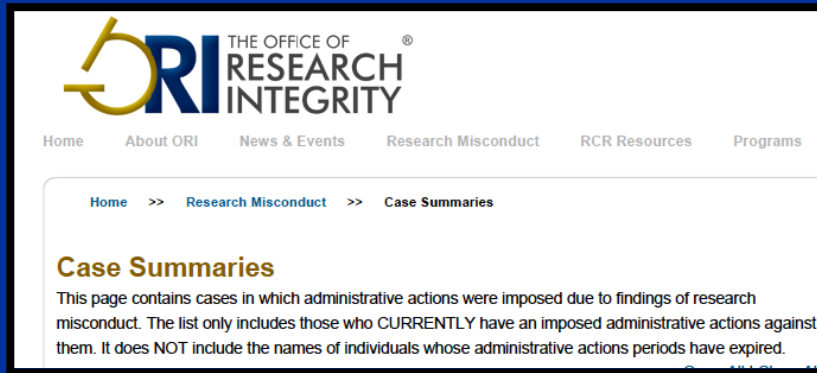 ORI THE OFFICE OF
RESEARCH®
INTEGRITY
Home About ORI News & Events Research Misconduct RCR Resources Programs
Home >> Research Misconduct >> Case Summaries
Case Summaries
This page contains cases in which administrative actions were imposed due to findings of research
misconduct. The list only includes those who CURRENTLY have an imposed administrative actions against
them. It does NOT include the names of individuals whose administrative actions periods have expired.